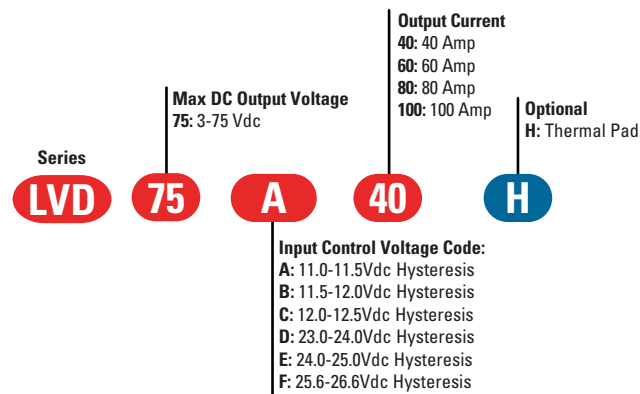 Output Current
40: 40 Amp
60: 60 Amp
80: 80 Amp
100: 100 Amp
Max DC Output Voltage
75: 3-75 Vdc
Optional
H: Thermal Pad
Series
LVD
75
A
40
H
Input Control Voltage Code:
A: 11.0-11.5Vdc Hysteresis
B: 11.5-12.0Vdc Hysteresis
C: 12.0-12.5Vdc Hysteresis
D: 23.0-24.0Vdc Hysteresis
E: 24.0-25.0Vdc Hysteresis
F: 25.6-26.6Vdc Hysteresis